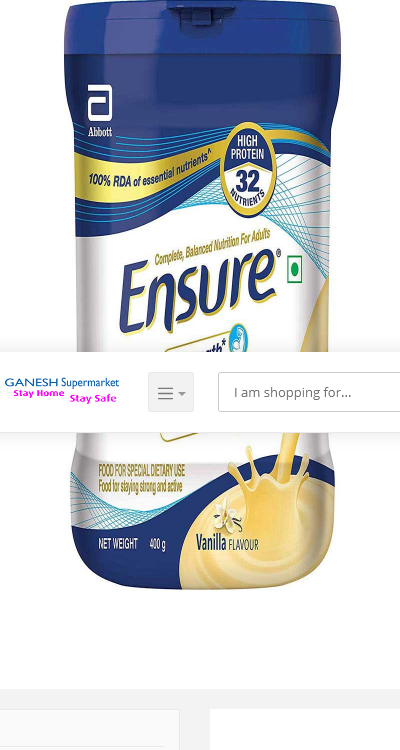 Abbott
100% RDA of essential nutrients^
HIGH
PROTEIN
32
NUTRIENTS
Complete, Balanced Nutrition For Adults
Ensure®
GANESH Supermarket
Stay Home
Stay Safe
I am shopping for...
FOOD FOR SPECIAL DIETARY USE
Food for staying strong and active
NET WEIGHT 400 g
Vanilla FLAVOUR